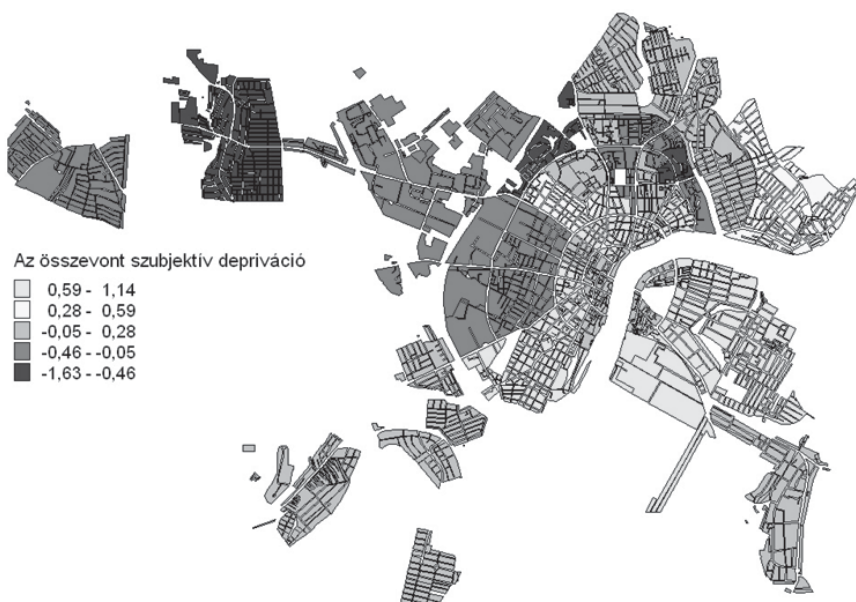 Az összevont szubjektív depriváció
0,59 - 1,14
0,28 - 0,59
-0,05 - 0,28
-0,46 - -0,05
-1,63 - -0,46